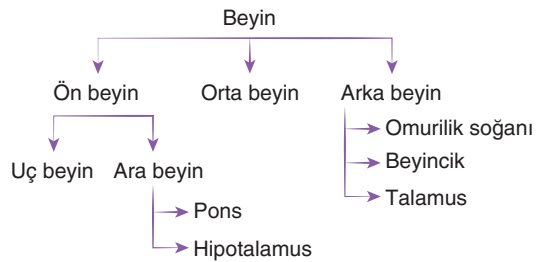 Beyin
Ön beyin Orta beyin Arka beyin
Omurilik soğanı
Beyincik
Talamus
Uç beyin Ara beyin
Pons
Hipotalamus